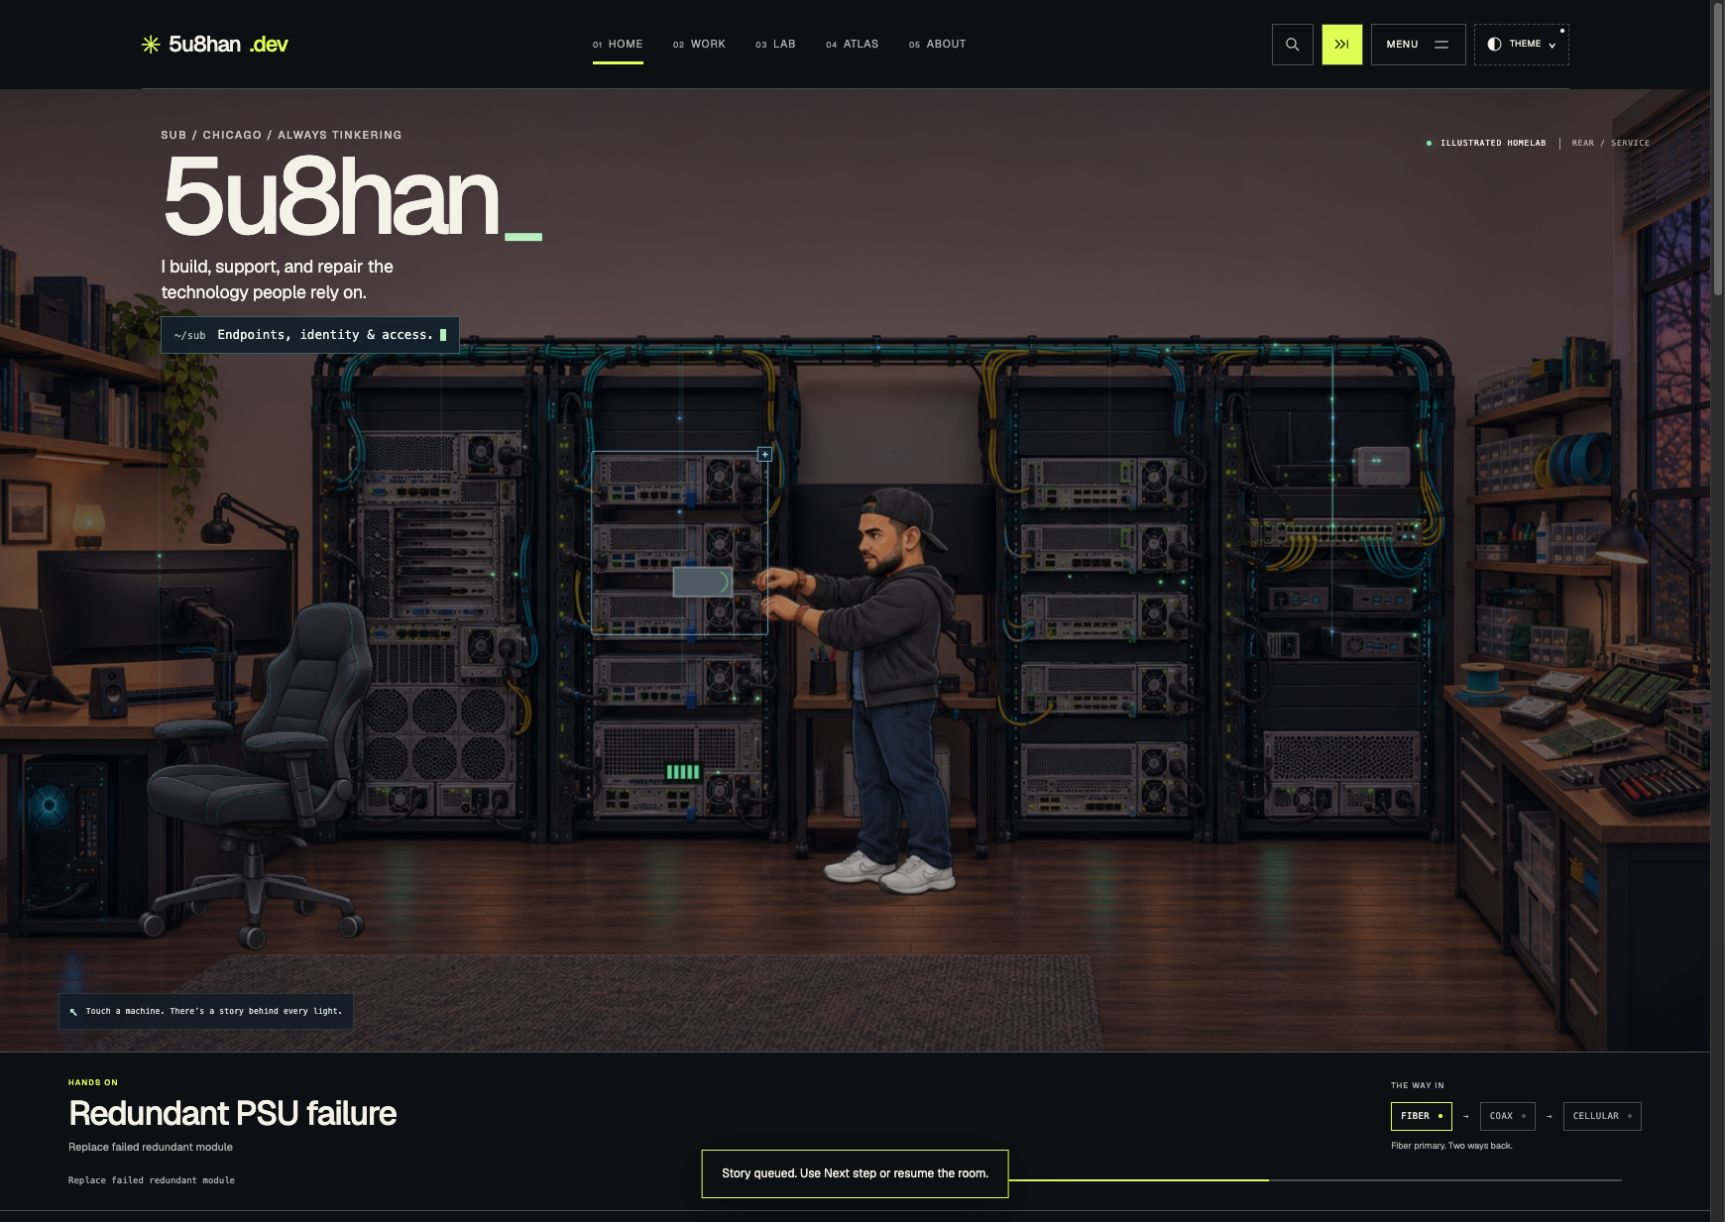 5u8han .dev
01 HOME
02 WORK
03 LAB
04 ATLAS
05 ABOUT
MENU
THEME
SUB / CHICAGO / ALWAYS TINKERING
ILLUSTRATED HOMELAB | REAR / SERVICE
5u8han_
I build, support, and repair the
technology people rely on.
~/sub Endpoints, identity & access.
Touch a machine. There's a story behind every light.
HANDS ON
Redundant PSU failure
Replace failed redundant module
Replace failed redundant module
THE WAY IN
FIBER → COAX → CELLULAR
Fiber primary. Two ways back.
Story queued. Use Next step or resume the room.